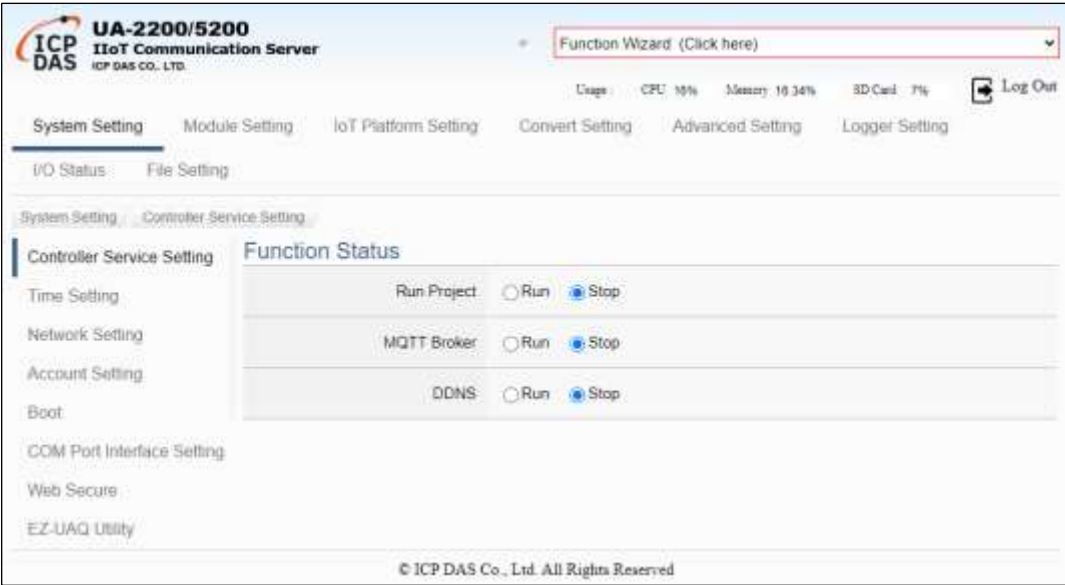 ICP
DAS
UA-2200/5200
IIoT Communication Server
ICP DAS CO., LTD.
Function Wizard (Click here)
Usage : CPU 16% Memory 16.34% SD Card 7% Log Out
System Setting Module Setting IoT Platform Setting Convert Setting Advanced Setting Logger Setting
I/O Status File Setting
System Setting Controller Service Setting
Controller Service Setting
Time Setting
Network Setting
Account Setting
Boot
COM Port Interface Setting
Web Secure
EZ-UAQ Utility
Function Status
Run Project Run Stop
MQTT Broker Run Stop
DDNS Run Stop
© ICP DAS Co., Ltd. All Rights Reserved